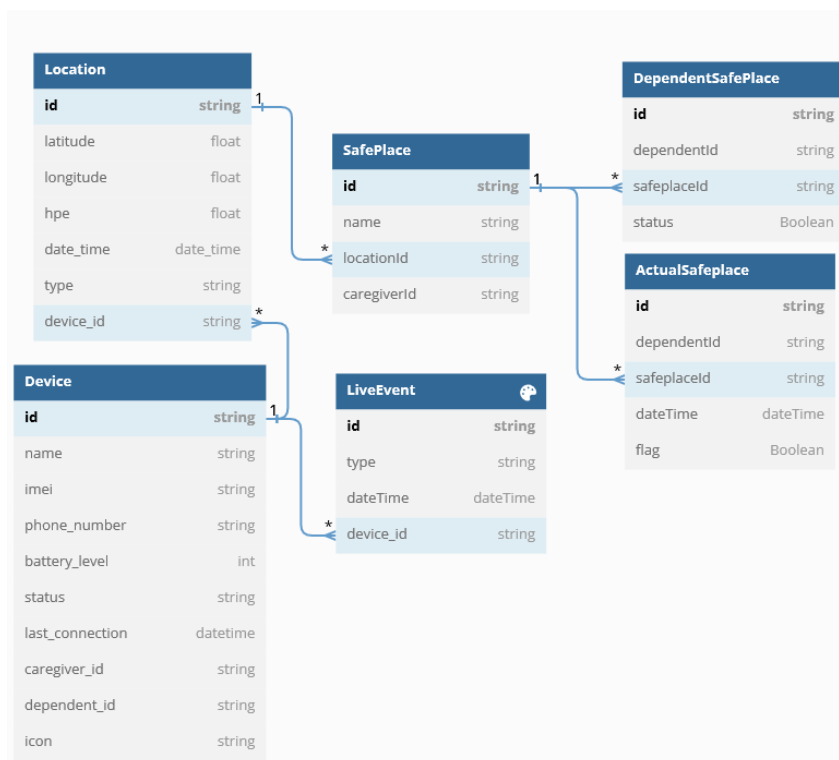 Location
id string
latitude float
longitude float
hpe float
date_time date_time
type string
device_id string
1
*
*
SafePlace
id string
name string
locationId string
caregiverId string
1
*
*
DependentSafePlace
id string
dependentId string
safeplaceId string
status Boolean
ActualSafeplace
id string
dependentId string
safeplaceId string
dateTime dateTime
flag Boolean
Device
id string
name string
imei string
phone_number string
battery_level int
status string
last_connection datetime
caregiver_id string
dependent_id string
icon string
1
*
LiveEvent
id string
type string
dateTime dateTime
device_id string